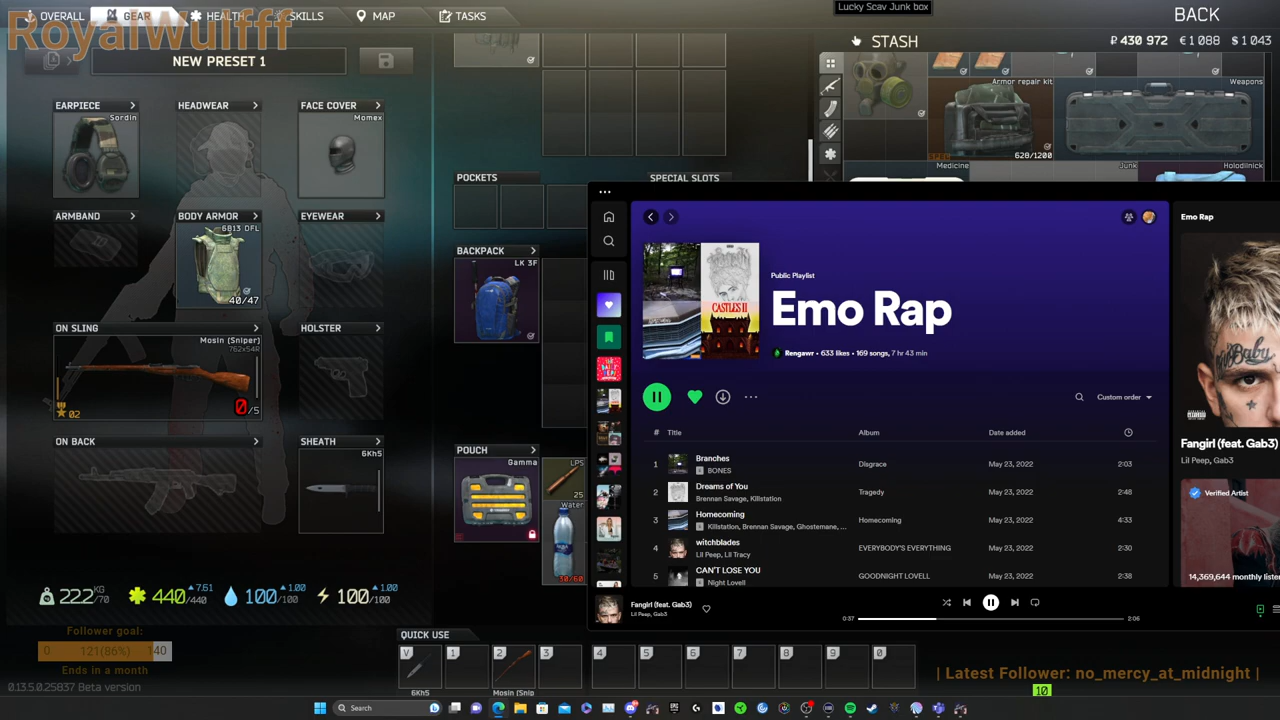 OVERALL
GEAR
HEALTH
SKILLS
MAP
TASKS
Lucky Scav Junk box
BACK
RoyalWulfff
STASH
₽ 430 972 € 1 088 $ 1 043
NEW PRESET 1
EARPIECE
Sordin
HEADWEAR
FACE COVER
Momex
Armor repair kit
628/1200
Weapons
Medicine
Junk
Holodilnick
POCKETS
SPECIAL SLOTS
ARMBAND
BODY ARMOR
6B13 DFL
40/47
EYEWEAR
BACKPACK
LK 3F
ON SLING
Mosin (Sniper)
762x54R
02
0/5
HOLSTER
ON BACK
SHEATH
6Kh5
POUCH
Gamma
LPS
25
Water
30/60
Public Playlist
Emo Rap
Rengawr • 633 likes • 169 songs, 7 hr 43 min
Custom order
# Title Album Date added
1 Branches Disgrace May 23, 2022 2:03
E BONES
2 Dreams of You Tragedy May 23, 2022 2:48
Brennan Savage, Killstation
3 Homecoming Homecoming May 23, 2022 4:33
E Killstation, Brennan Savage, Ghostemane, ...
4 witchblades EVERYBODY'S EVERYTHING May 23, 2022 2:30
Lil Peep, Lil Tracy
5 CAN'T LOSE YOU GOODNIGHT LOVELL May 23, 2022 2:38
E Night Lovell
Emo Rap
Fangirl (feat. Gab3)
Lil Peep, Gab3
Verified Artist
14,369,644 monthly listen
Fangirl (feat. Gab3)
Lil Peep, Gab3
0:37
2:06
222 KG /70
440 /440 7.61
100 /100 1.00
100 /100 1.00
Follower goal:
0 121(86%) 140
Ends in a month
0.13.5.0.25837 Beta version
QUICK USE
V 1 2 3 4 5 6 7 8 9 0
6Kh5
Mosin (Snip
| Latest Follower: no_mercy_at_midnight |
10
Search